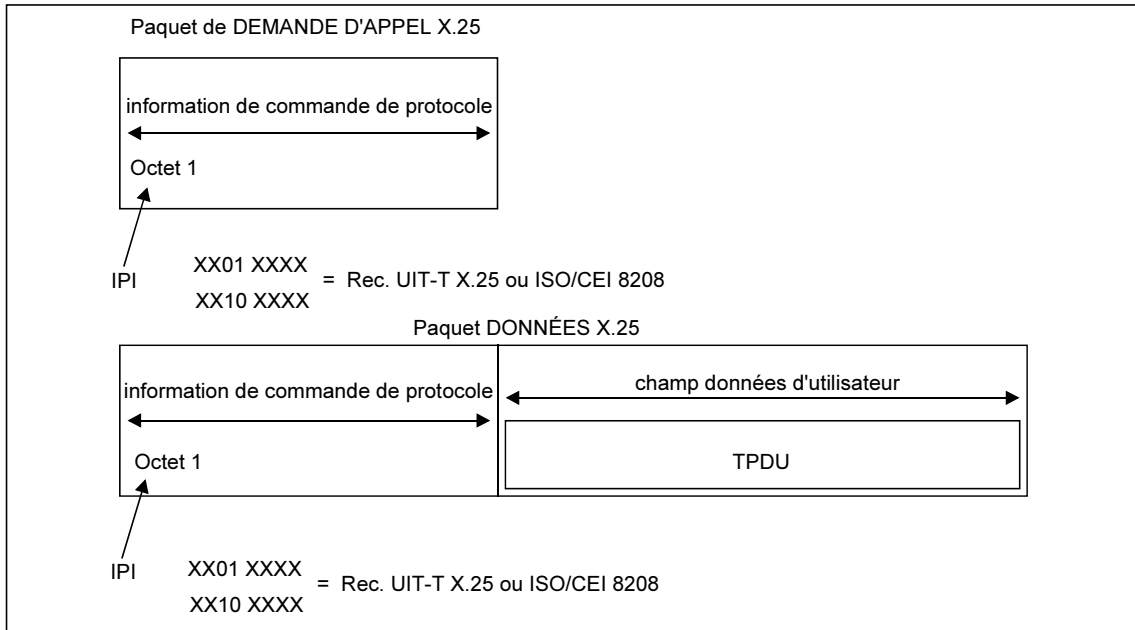 Paquet de DEMANDE D'APPEL X.25
information de commande de protocole
Octet 1
IPI
XX01 XXXX
XX10 XXXX
= Rec. UIT-T X.25 ou ISO/CEI 8208
Paquet DONNÉES X.25
information de commande de protocole
champ données d'utilisateur
Octet 1
TPDU
IPI
XX01 XXXX
XX10 XXXX
= Rec. UIT-T X.25 ou ISO/CEI 8208